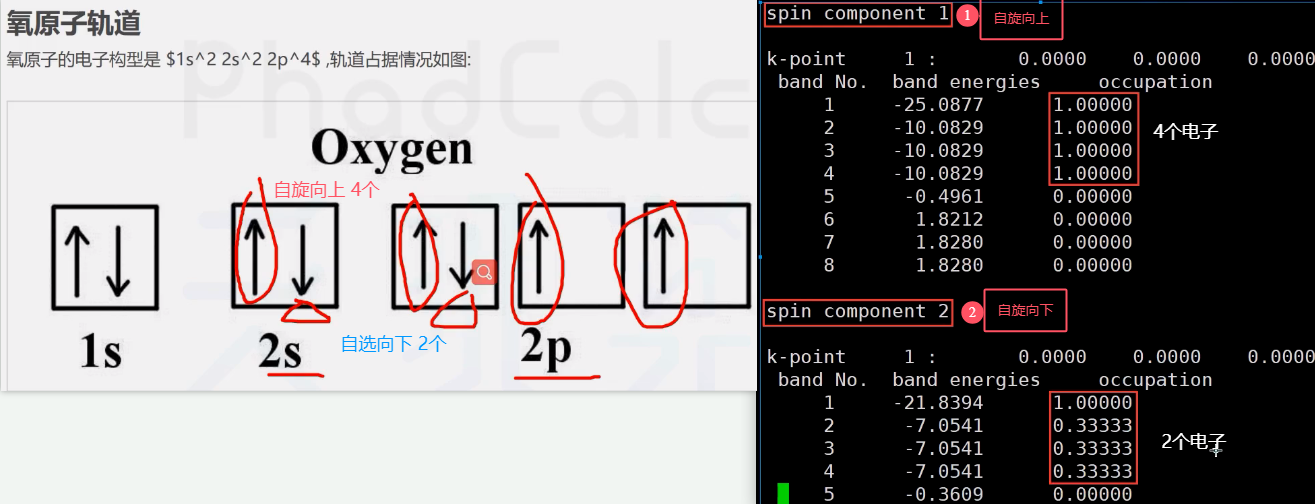 氧原子轨道
氧原子的电子构型是 $1s^2 2s^2 2p^4$ ,轨道占据情况如图:
PhadCalc
Oxygen
自旋向上 4个
自选向下 2个
1s
2s
2p
spin component 1
1
自旋向上
k-point 1 : 0.0000 0.0000 0.0000
band No. band energies occupation
1 -25.0877 1.00000
2 -10.0829 1.00000
3 -10.0829 1.00000
4 -10.0829 1.00000
4个电子
5 -0.4961 0.00000
6 1.8212 0.00000
7 1.8280 0.00000
8 1.8280 0.00000
spin component 2
2
自旋向下
k-point 1 : 0.0000 0.0000 0.0000
band No. band energies occupation
1 -21.8394 1.00000
2 -7.0541 0.33333
3 -7.0541 0.33333
4 -7.0541 0.33333
2个电子
5 -0.3609 0.00000